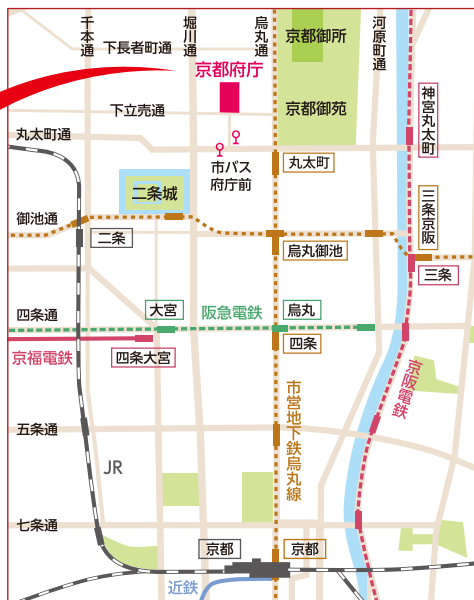 千本通
堀川通
烏丸通
河原町通
下長者町通
京都御所
京都府庁
京都御苑
下立売通
神宮丸太町
丸太町通
市バス
府庁前
丸太町
二条城
三条京阪
御池通
二条
烏丸御池
三条
大宮
阪急電鉄
烏丸
四条通
京福電鉄
四条大宮
四条
京阪電鉄
市営地下鉄烏丸線
五条通
JR
七条通
京都
京都
近鉄